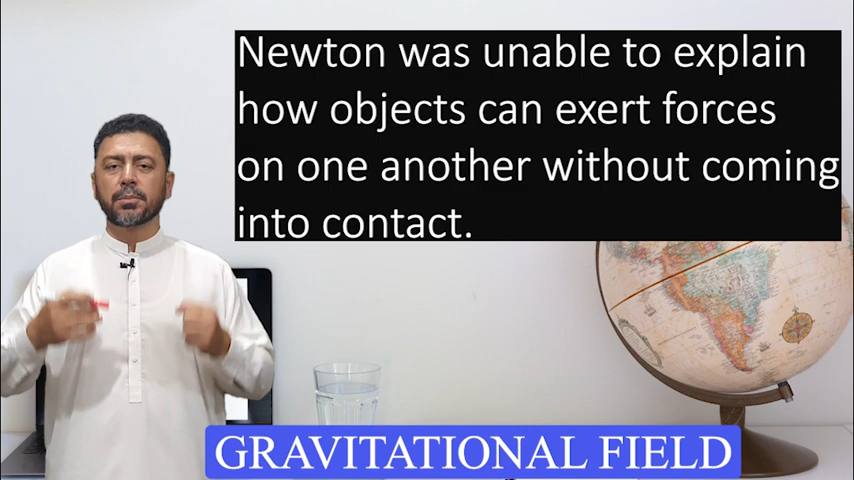 Newton was unable to explain
how objects can exert forces
on one another without coming
into contact.
GRAVITATIONAL FIELD